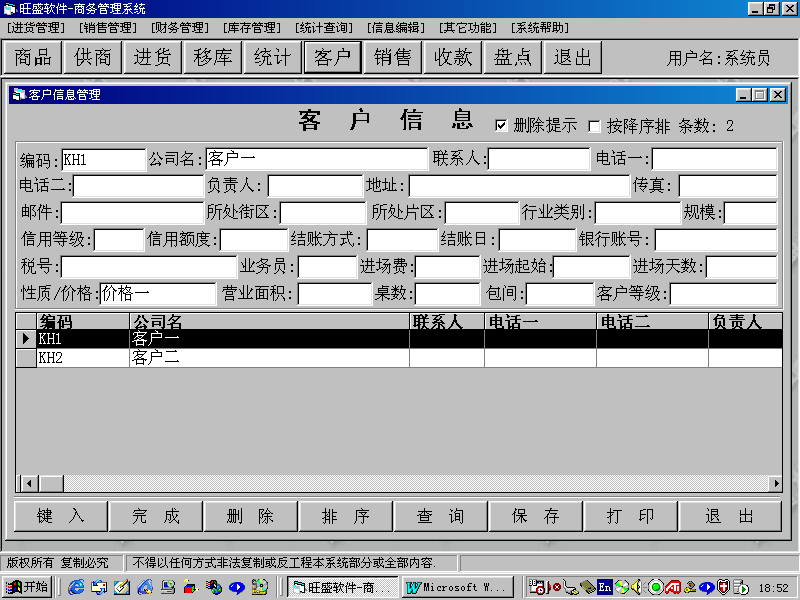 旺盛软件-商务管理系统
[进货管理] [销售管理] [财务管理] [库存管理] [统计查询] [信息编辑] [其它功能] [系统帮助]
商品 供商 进货 移库 统计 客户 销售 收款 盘点 退出 用户名:系统员
客户信息管理
客 户 信 息 删除提示 按降序排 条数: 2
编码: KH1 公司名: 客户一 联系人: 电话一:
电话二: 负责人: 地址: 传真:
邮件: 所处街区: 所处片区: 行业类别: 规模:
信用等级: 信用额度: 结账方式: 结账日: 银行账号:
税号: 业务员: 进场费: 进场起始: 进场天数:
性质/价格: 价格一 营业面积: 桌数: 包间: 客户等级:
编码 公司名 联系人 电话一 电话二 负责人
KH1 客户一
KH2 客户二
键 入 完 成 删 除 排 序 查 询 保 存 打 印 退 出
版权所有 复制必究 不得以任何方式非法复制或反工程本系统部分或全部内容.
开始 旺盛软件-商... Microsoft W... En 18:52